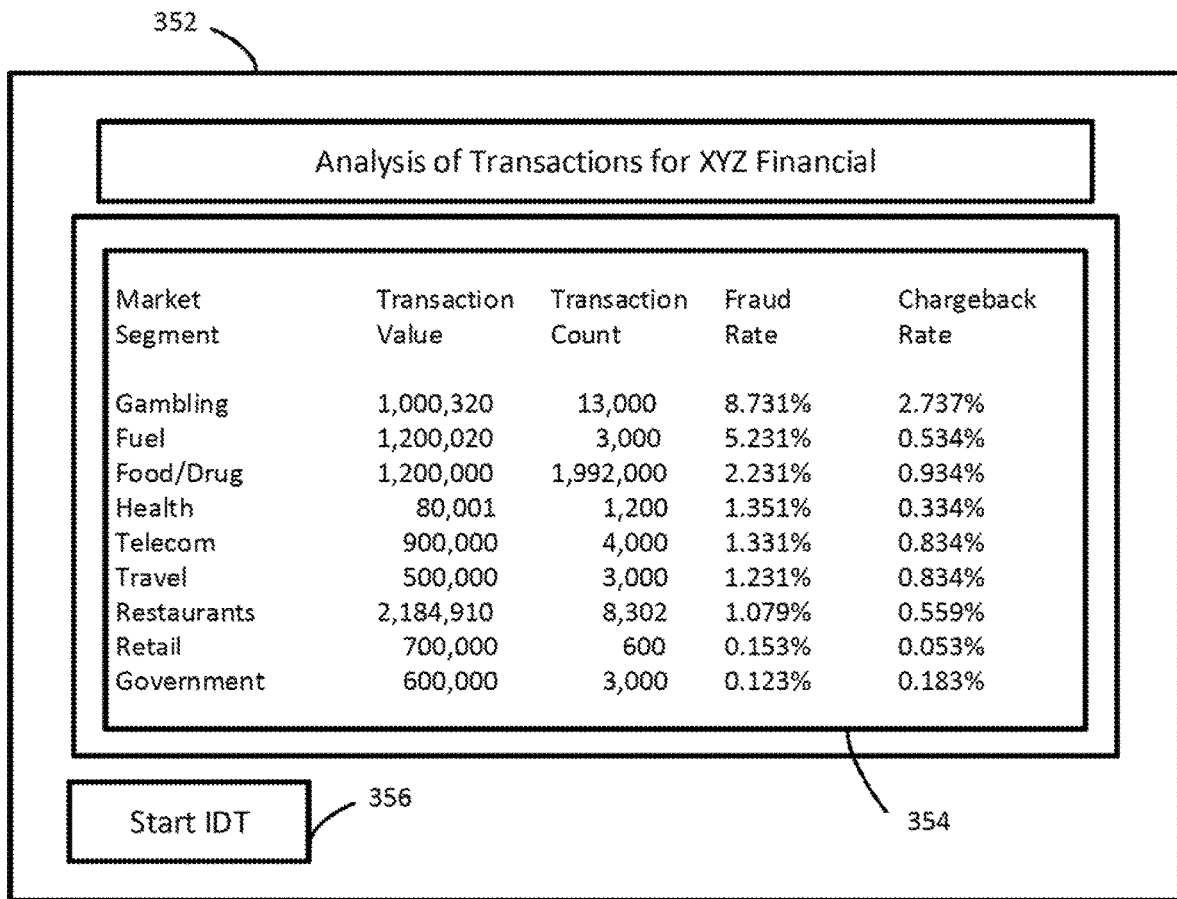 352
Analysis of Transactions for XYZ Financial
Market Transaction Transaction Fraud Chargeback
Segment Value Count Rate Rate
Gambling 1,000,320 13,000 8.731% 2.737%
Fuel 1,200,020 3,000 5.231% 0.534%
Food/Drug 1,200,000 1,992,000 2.231% 0.934%
Health 80,001 1,200 1.351% 0.334%
Telecom 900,000 4,000 1.331% 0.834%
Travel 500,000 3,000 1.231% 0.834%
Restaurants 2,184,910 8,302 1.079% 0.559%
Retail 700,000 600 0.153% 0.053%
Government 600,000 3,000 0.123% 0.183%
Start IDT
356
354